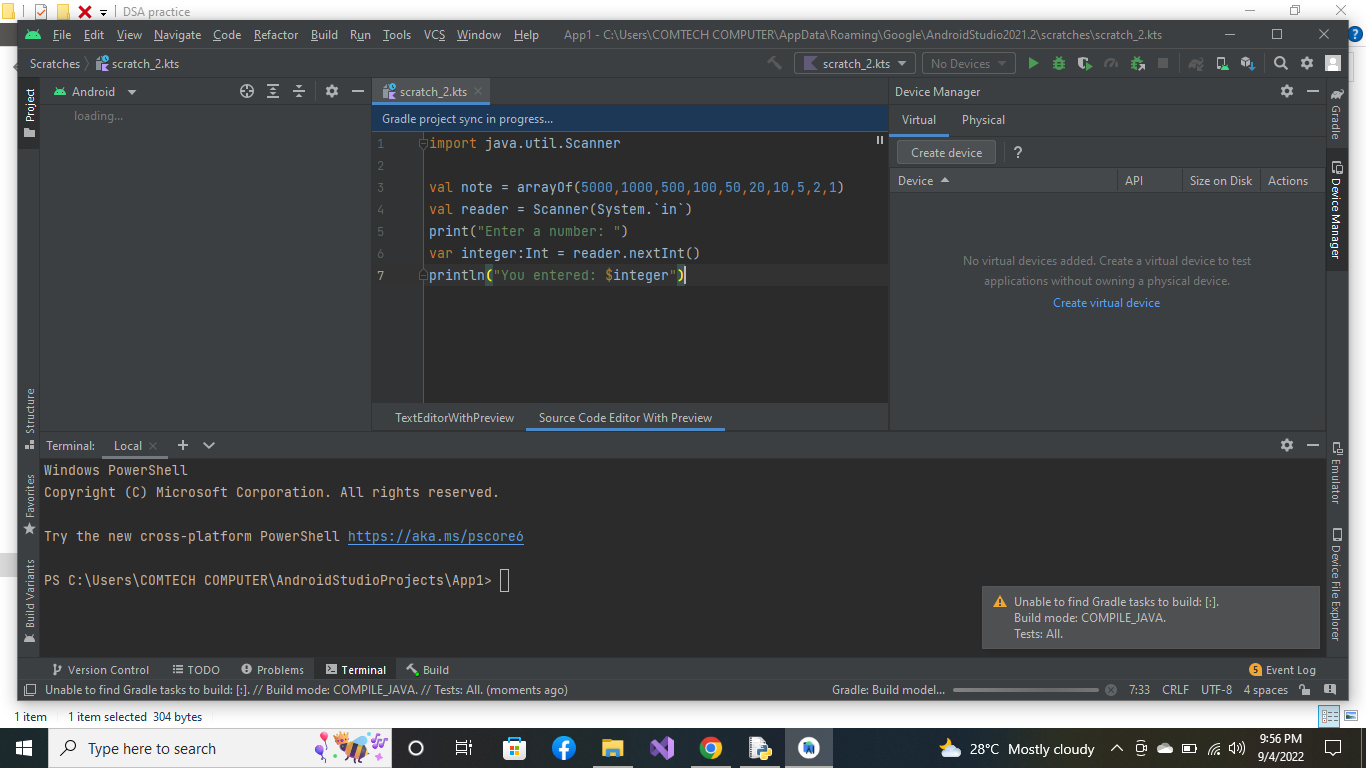 DSA practice
File Edit View Navigate Code Refactor Build Run Tools VCS Window Help App1 - C:\Users\COMTECH COMPUTER\AppData\Roaming\Google\AndroidStudio2021.2\scratches\scratch_2.kts
Scratches scratch_2.kts scratch_2.kts No Devices
Project
Android
loading...
scratch_2.kts
Gradle project sync in progress...
1 import java.util.Scanner
2
3 val note = arrayOf(5000,1000,500,100,50,20,10,5,2,1)
4 val reader = Scanner(System.`in`)
5 print("Enter a number: ")
6 var integer:Int = reader.nextInt()
7 println("You entered: $integer")
TextEditorWithPreview Source Code Editor With Preview
Device Manager
Virtual Physical
Create device ?
Device API Size on Disk Actions
No virtual devices added. Create a virtual device to test
applications without owning a physical device.
Create virtual device
Gradle
Device Manager
Emulator
Device File Explorer
Structure
Favorites
Build Variants
Terminal: Local
Windows PowerShell
Copyright (C) Microsoft Corporation. All rights reserved.
Try the new cross-platform PowerShell https://aka.ms/pscore6
PS C:\Users\COMTECH COMPUTER\AndroidStudioProjects\App1>
Unable to find Gradle tasks to build: [:].
Build mode: COMPILE_JAVA.
Tests: All.
Version Control TODO Problems Terminal Build 5 Event Log
Unable to find Gradle tasks to build: [:]. // Build mode: COMPILE_JAVA. // Tests: All. (moments ago) Gradle: Build model... 7:33 CRLF UTF-8 4 spaces
1 item 1 item selected 304 bytes
Type here to search 28°C Mostly cloudy 9:56 PM
9/4/2022